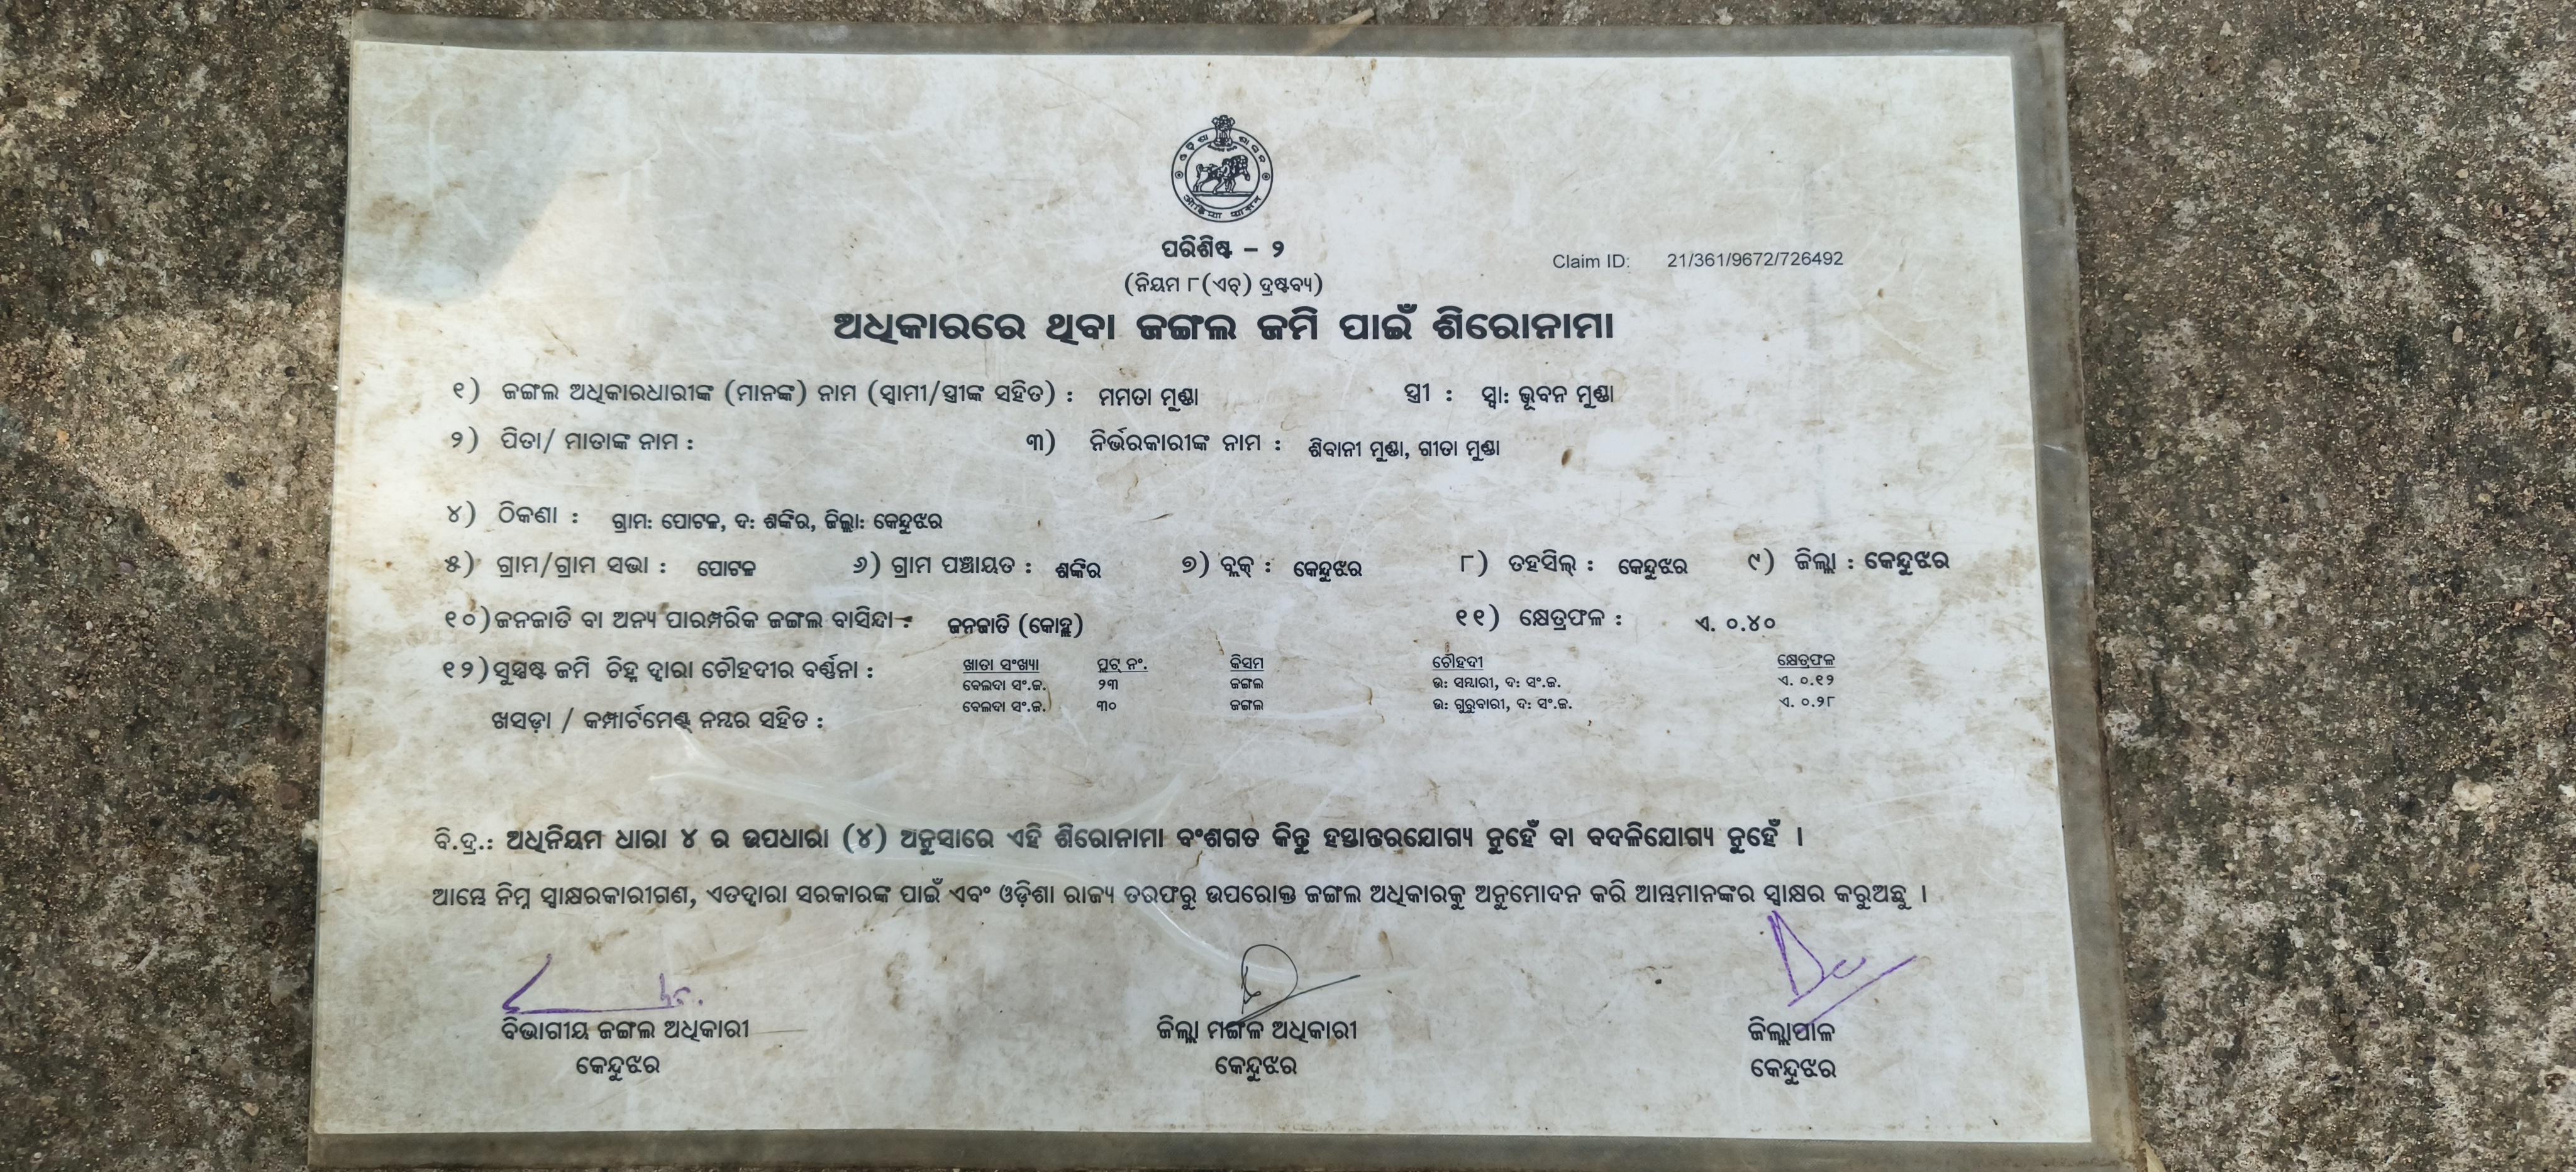 ଓଡ଼ିଶା ଶାସନ
ପରିଶିଷ୍ଟ – ୨
Claim ID: 21/361/9672/726492
(ନିୟମ ୮(ଏଚ୍) ଦ୍ରଷ୍ଟବ୍ୟ)
ଅଧିକାରରେ ଥିବା ଜଙ୍ଗଲ ଜମି ପାଇଁ ଶିରୋନାମା
୧) ଜଙ୍ଗଲ ଅଧିକାରଧାରୀଙ୍କ (ମାନଙ୍କ) ନାମ (ସ୍ୱାମୀ/ସ୍ତ୍ରୀଙ୍କ ସହିତ) : ମମତା ମୁଣ୍ଡା ସ୍ତ୍ରୀ : ସ୍ୱା: ଭୂବନ ମୁଣ୍ଡା
୨) ପିତା/ ମାତାଙ୍କ ନାମ : ୩) ନିର୍ଭରକାରୀଙ୍କ ନାମ : ଶିବାନୀ ମୁଣ୍ଡା, ଗୀତା ମୁଣ୍ଡା
୪) ଠିକଣା : ଗ୍ରାମ: ପୋଟଳ, ଦ: ଶଙ୍କିର, ଜିଲ୍ଲା: କେନ୍ଦୁଝର
୫) ଗ୍ରାମ/ଗ୍ରାମ ସଭା : ପୋଟଳ ୬) ଗ୍ରାମ ପଞ୍ଚାୟତ : ଶଙ୍କିର ୭) ବ୍ଲକ୍ : କେନ୍ଦୁଝର ୮) ତହସିଲ୍ : କେନ୍ଦୁଝର ୯) ଜିଲ୍ଲା : କେନ୍ଦୁଝର
୧୦) ଜନଜାତି ବା ଅନ୍ୟ ପାରମ୍ପରିକ ଜଙ୍ଗଲ ବାସିନ୍ଦା : ଜନଜାତି (କୋହ୍ଲ) ୧୧) କ୍ଷେତ୍ରଫଳ : ଏ. ୦.୪୦
୧୨) ସୁସ୍ପଷ୍ଟ ଜମି ଚିହ୍ନ ଦ୍ୱାରା ଚୌହଦୀର ବର୍ଣ୍ଣନା : ଖାତା ସଂଖ୍ୟା ପ୍ଲଟ୍ ନଂ. କିସମ ଚୌହଦୀ କ୍ଷେତ୍ରଫଳ
ବେଲଦା ସଂ.ଜ. ୨୩ ଜଙ୍ଗଲ ଉ: ସମ୍ବାରୀ, ଦ: ସଂ.ଜ. ଏ. ୦.୧୨
ବେଲଦା ସଂ.ଜ. ୩୦ ଜଙ୍ଗଲ ଉ: ଗୁରୁବାରୀ, ଦ: ସଂ.ଜ. ଏ. ୦.୨୮
ଖସଡ଼ା / କମ୍ପାର୍ଟମେଣ୍ଟ୍ ନମ୍ବର ସହିତ :
ବି.ଦ୍ର.: ଅଧିନିୟମ ଧାରା ୪ ର ଉପଧାରା (୪) ଅନୁସାରେ ଏହି ଶିରୋନାମା ବଂଶଗତ କିନ୍ତୁ ହସ୍ତାନ୍ତରଯୋଗ୍ୟ ନୁହେଁ ବା ବଦଳିଯୋଗ୍ୟ ନୁହେଁ ।
ଆମ୍ଭେ ନିମ୍ନ ସ୍ୱାକ୍ଷରକାରୀଗଣ, ଏତଦ୍ୱାରା ସରକାରଙ୍କ ପାଇଁ ଏବଂ ଓଡ଼ିଶା ରାଜ୍ୟ ତରଫରୁ ଉପରୋକ୍ତ ଜଙ୍ଗଲ ଅଧିକାରକୁ ଅନୁମୋଦନ କରି ଆମ୍ଭମାନଙ୍କର ସ୍ୱାକ୍ଷର କରୁଅଛୁ ।
ବିଭାଗୀୟ ଜଙ୍ଗଲ ଅଧିକାରୀ ଜିଲ୍ଲା ମଙ୍ଗଳ ଅଧିକାରୀ ଜିଲ୍ଲାପାଳ
କେନ୍ଦୁଝର କେନ୍ଦୁଝର କେନ୍ଦୁଝର